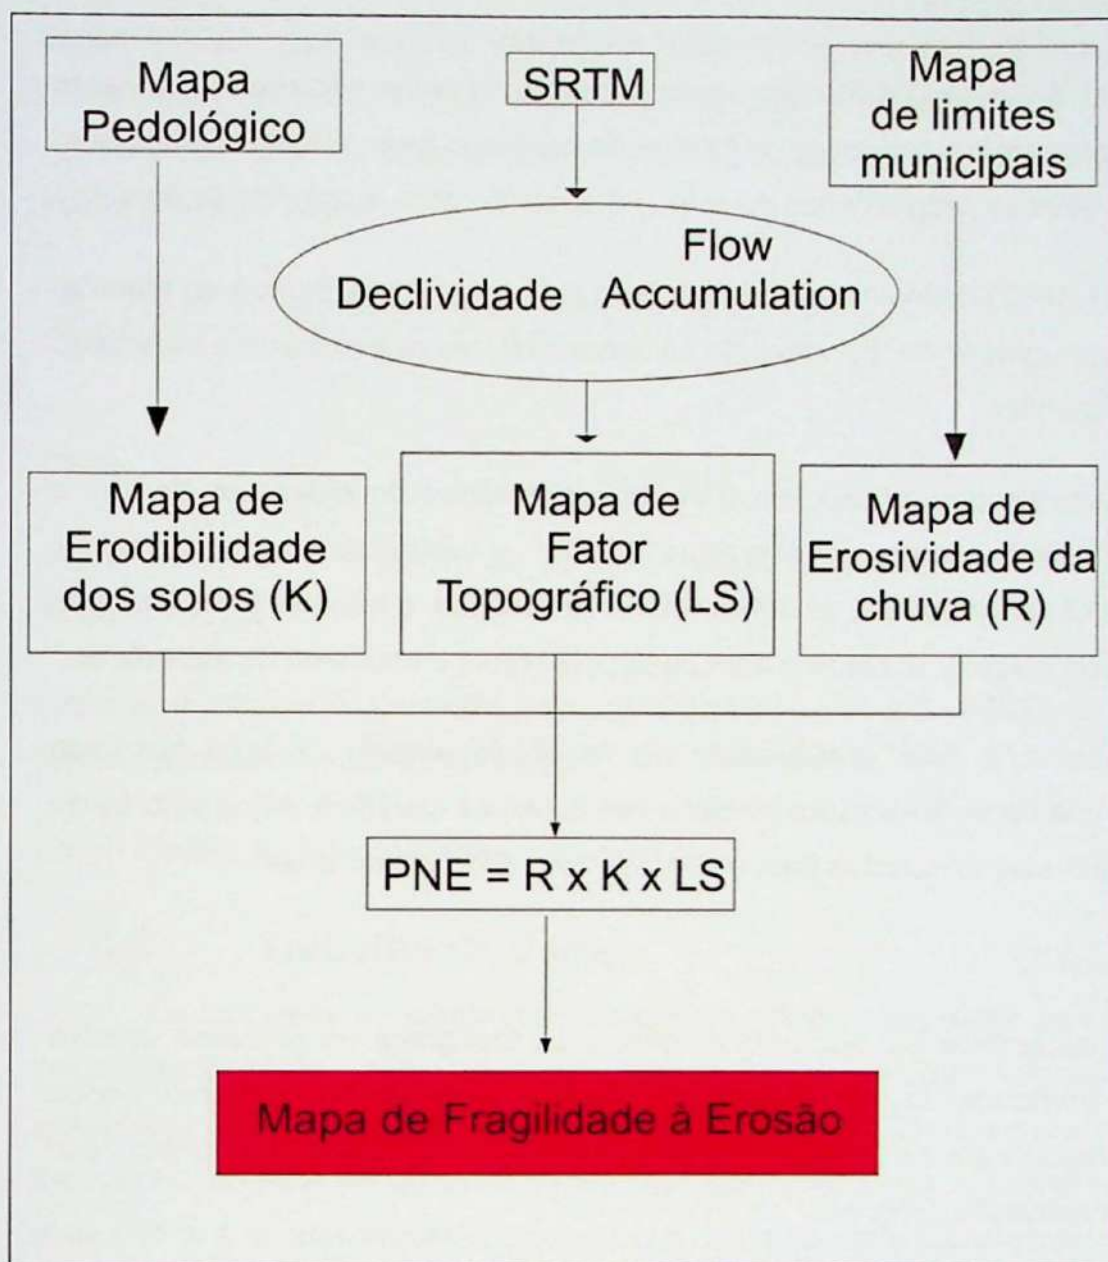 Mapa
Pedológico
SRTM
Mapa
de limites
municipais
Flow
Declividade Accumulation
Mapa de
Erodibilidade
dos solos (K)
Mapa de
Fator
Topográfico (LS)
Mapa de
Erosividade da
chuva (R)
PNE = R x K x LS
Mapa de Fragilidade à Erosão